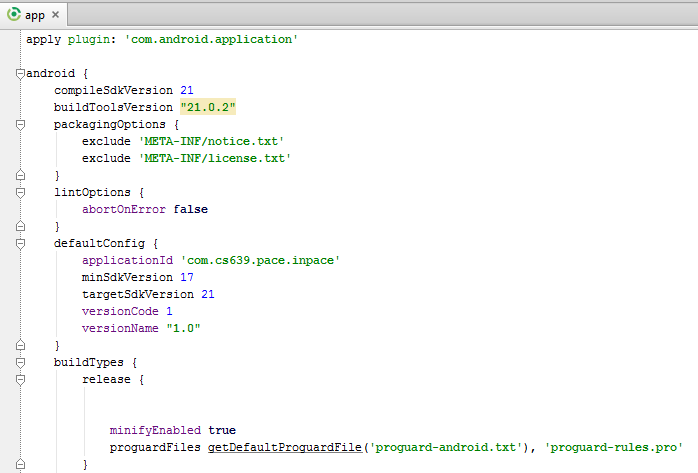 app
apply plugin: 'com.android.application'
android {
compileSdkVersion 21
buildToolsVersion "21.0.2"
packagingOptions {
exclude 'META-INF/notice.txt'
exclude 'META-INF/license.txt'
}
lintOptions {
abortOnError false
}
defaultConfig {
applicationId 'com.cs639.pace.inpace'
minSdkVersion 17
targetSdkVersion 21
versionCode 1
versionName "1.0"
}
buildTypes {
release {
minifyEnabled true
proguardFiles getDefaultProguardFile('proguard-android.txt'), 'proguard-rules.pro'
}